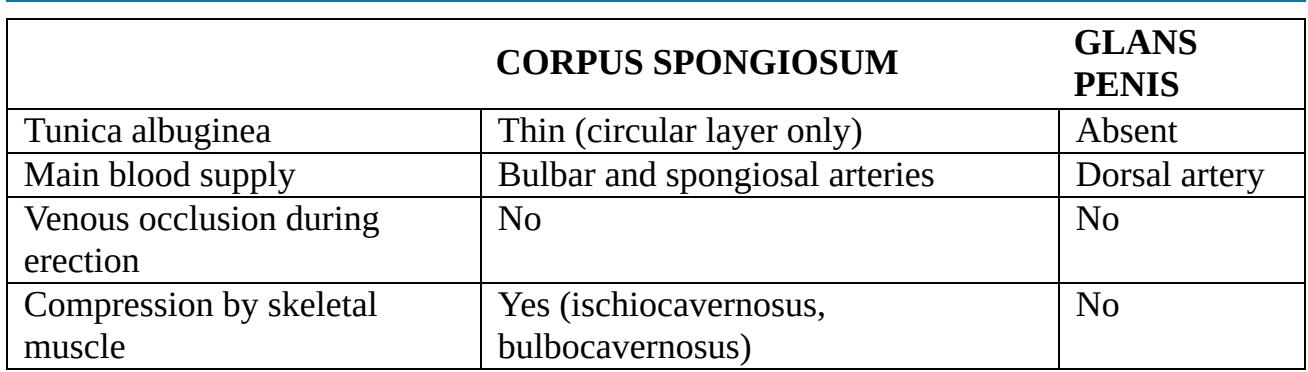 CORPUS SPONGIOSUM GLANS
PENIS
Tunica albuginea Thin (circular layer only) Absent
Main blood supply Bulbar and spongiosal arteries Dorsal artery
Venous occlusion during No No
erection
Compression by skeletal Yes (ischiocavernosus, No
muscle bulbocavernosus)